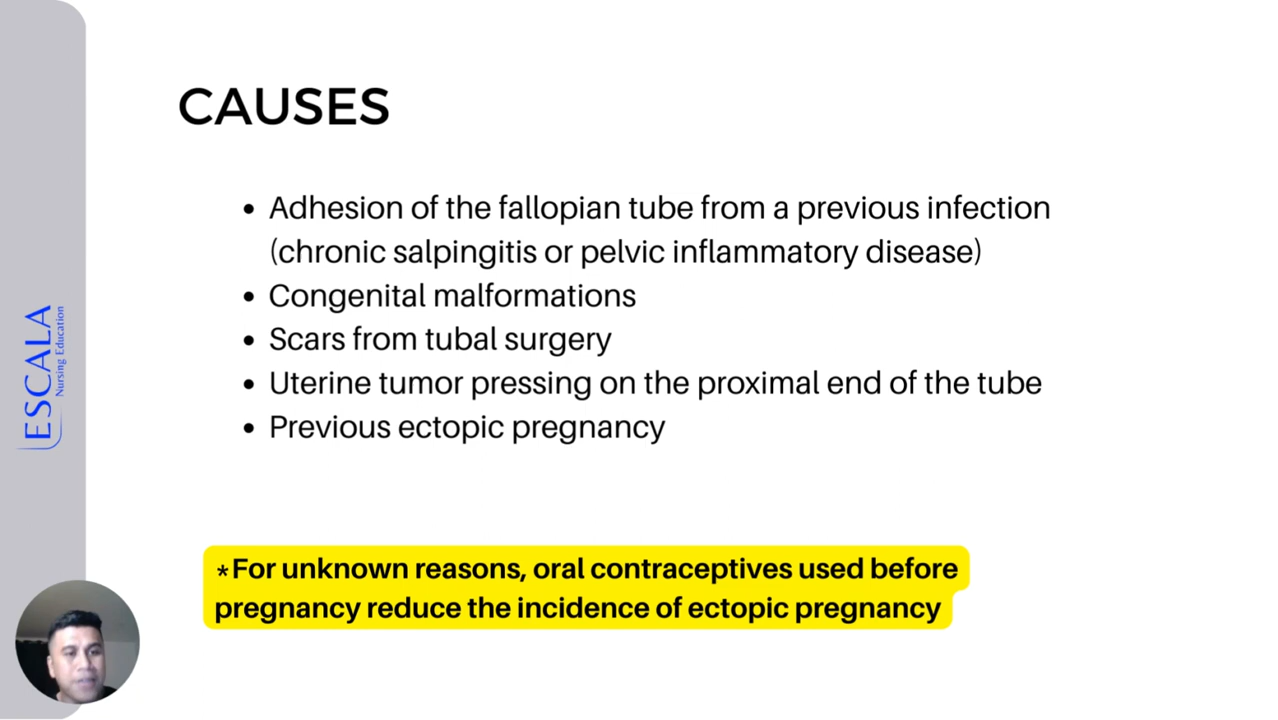 CAUSES
• Adhesion of the fallopian tube from a previous infection
(chronic salpingitis or pelvic inflammatory disease)
• Congenital malformations
• Scars from tubal surgery
• Uterine tumor pressing on the proximal end of the tube
• Previous ectopic pregnancy
*For unknown reasons, oral contraceptives used before
pregnancy reduce the incidence of ectopic pregnancy
ESCALA
Nursing Education